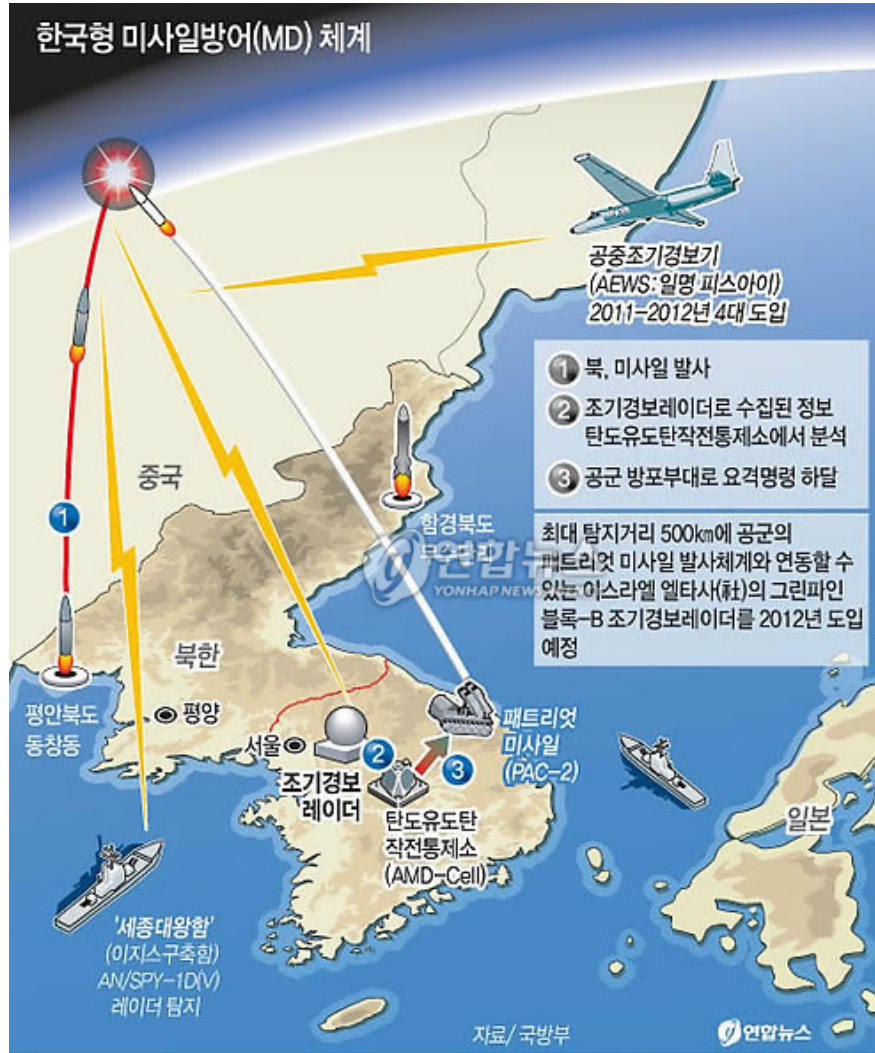 한국형 미사일방어(MD) 체계
공중조기경보기
(AEWS:일명 피스아이)
2011-2012년 4대 도입
1 북, 미사일 발사
2 조기경보레이더로 수집된 정보
탄도유도탄작전통제소에서 분석
3 공군 방포부대로 요격명령 하달
최대 탐지거리 500㎞에 공군의
패트리엇 미사일 발사체계와 연동할 수
있는 이스라엘 엘타사(社)의 그린파인
블록-B 조기경보레이더를 2012년 도입
예정
중국
1
함경북도
연합뉴스
YONHAP NEWS
북한
평양
평안북도
동창동
서울
2
조기경보
레이더
3
패트리엇
미사일
(PAC-2)
탄도유도탄
작전통제소
(AMD-Cell)
일본
'세종대왕함'
(이지스구축함)
AN/SPY-1D(V)
레이더 탐지
자료/ 국방부
연합뉴스